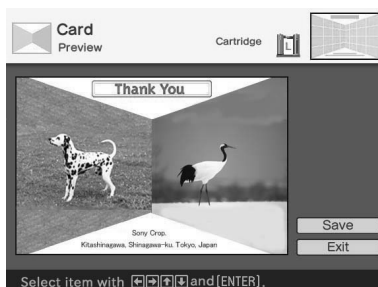 Card
Preview
Cartridge
L
Thank You
Sony Crop.
Kitashinagawa. Shinagawa-ku. Tokyo, Japan
Save
Exit
Select item with [←][→][↑][↓] and [ENTER].